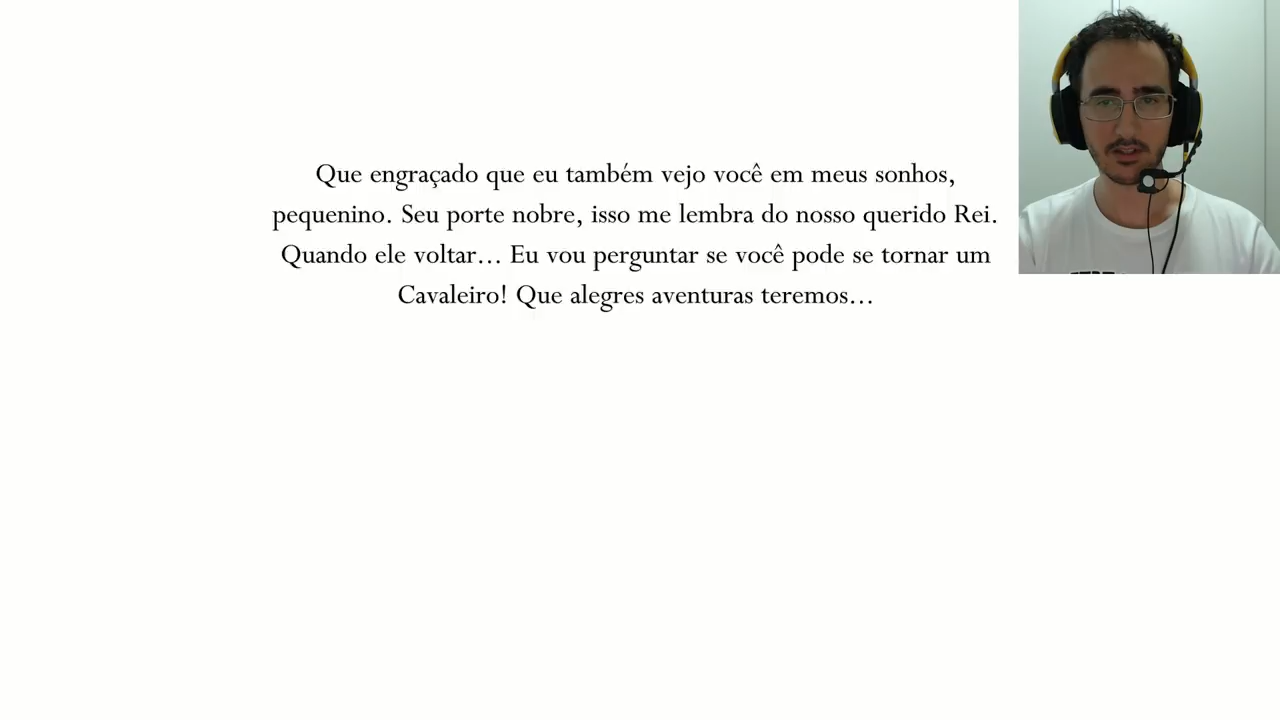 Que engraçado que eu também vejo você em meus sonhos,
pequenino. Seu porte nobre, isso me lembra do nosso querido Rei.
Quando ele voltar... Eu vou perguntar se você pode se tornar um
Cavaleiro! Que alegres aventuras teremos...